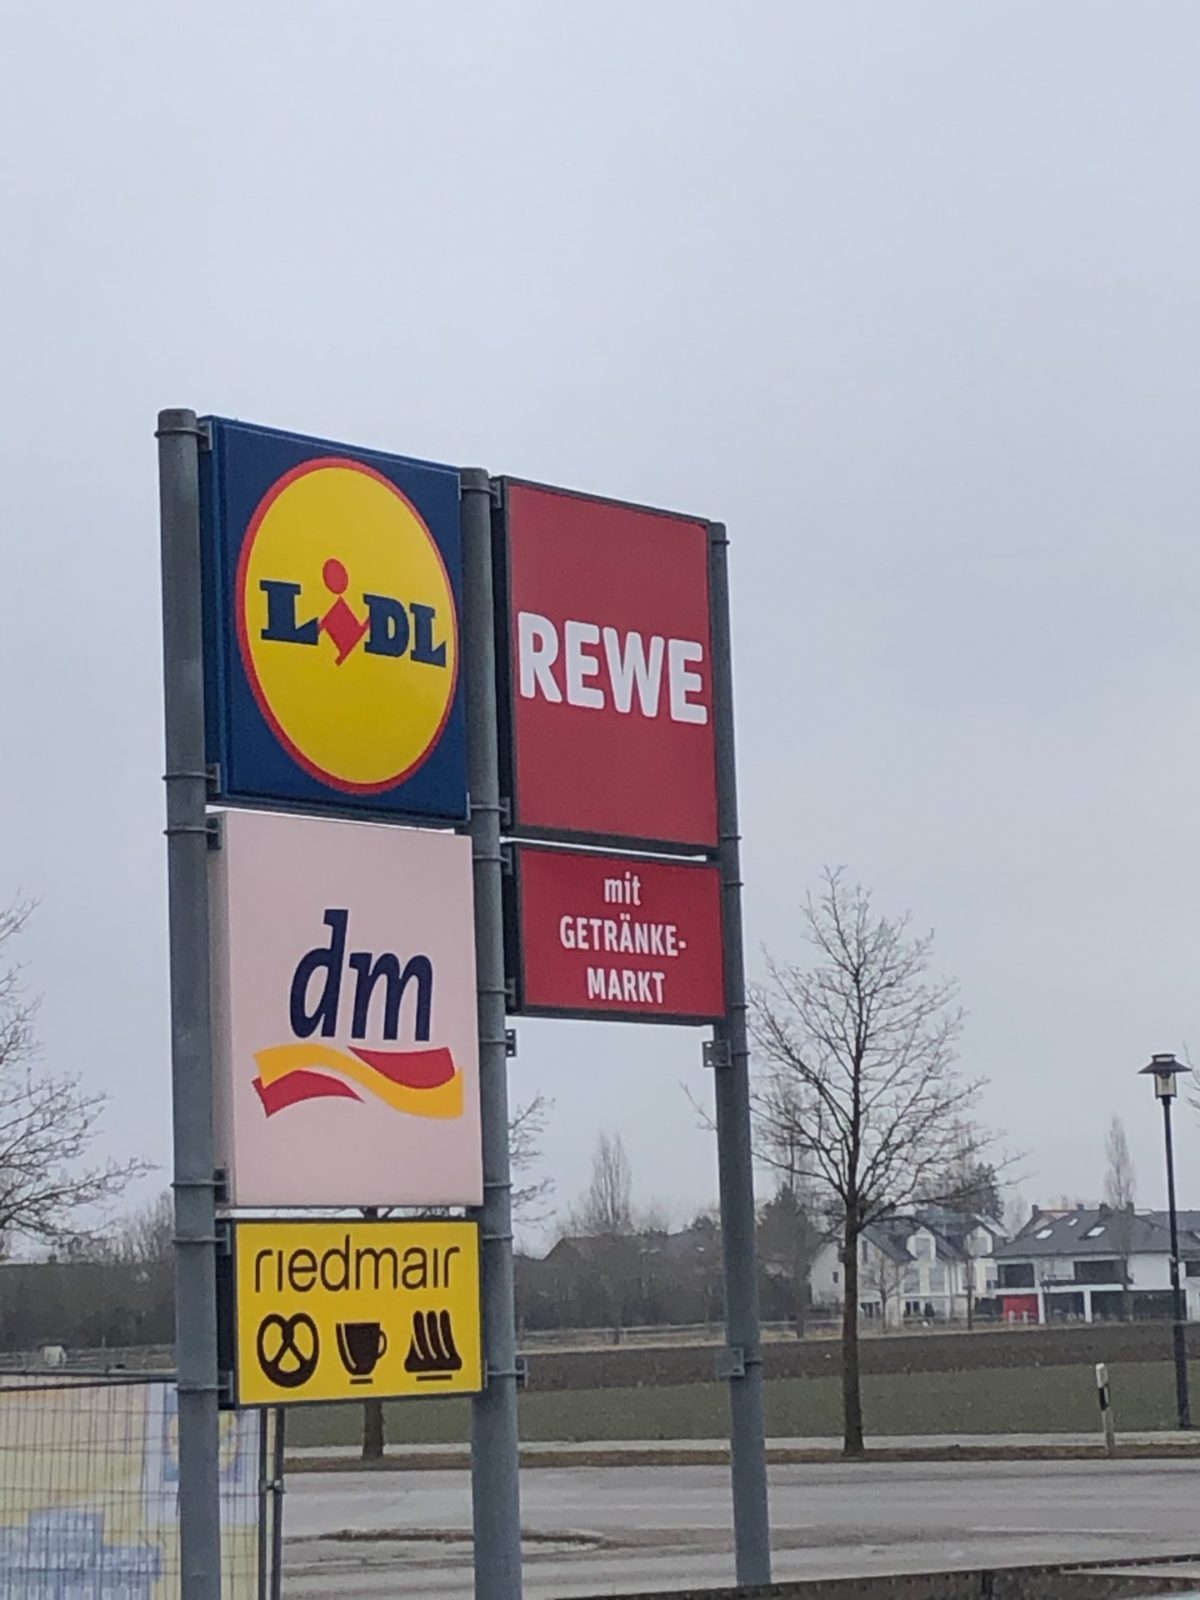 LIDL
REWE
mit
GETRÄNKE-
MARKT
dm
riedmair